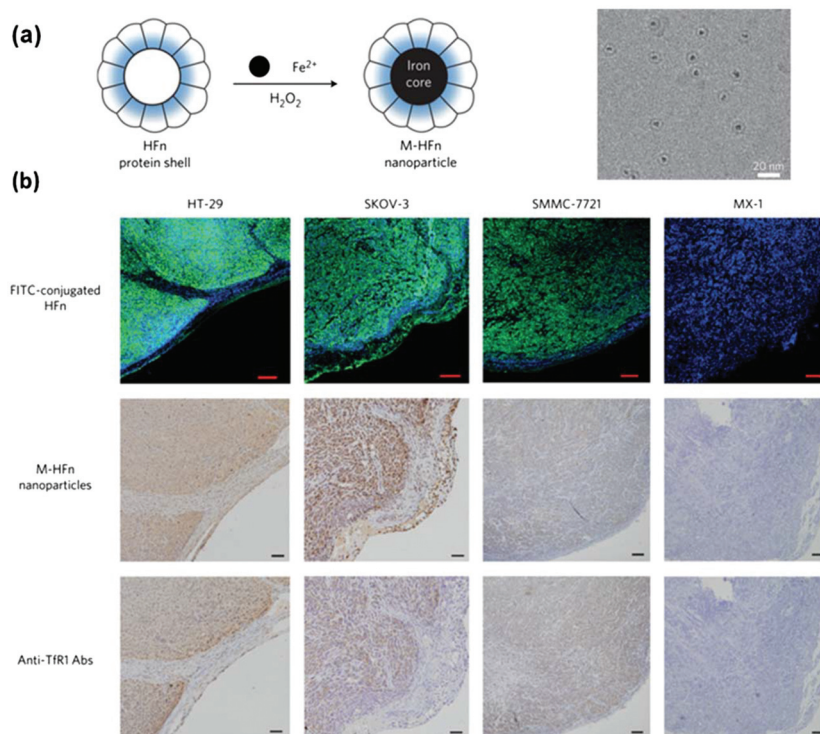 (a)
Fe2+
H2O2
Iron
core
HFn
protein shell
M-HFn
nanoparticle
20 nm
(b)
HT-29
SKOV-3
SMMC-7721
MX-1
FITC-conjugated
HFn
M-HFn
nanoparticles
Anti-TfR1 Abs